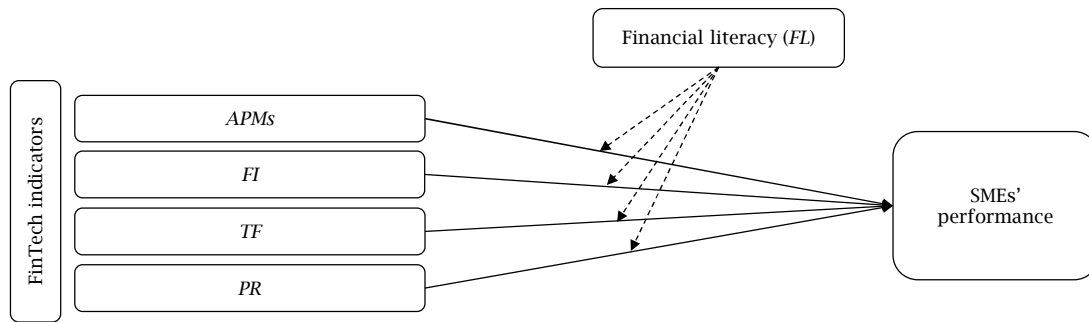 Financial literacy (FL)
FinTech indicators
APMs
FI
TF
PR
SMEs’
performance